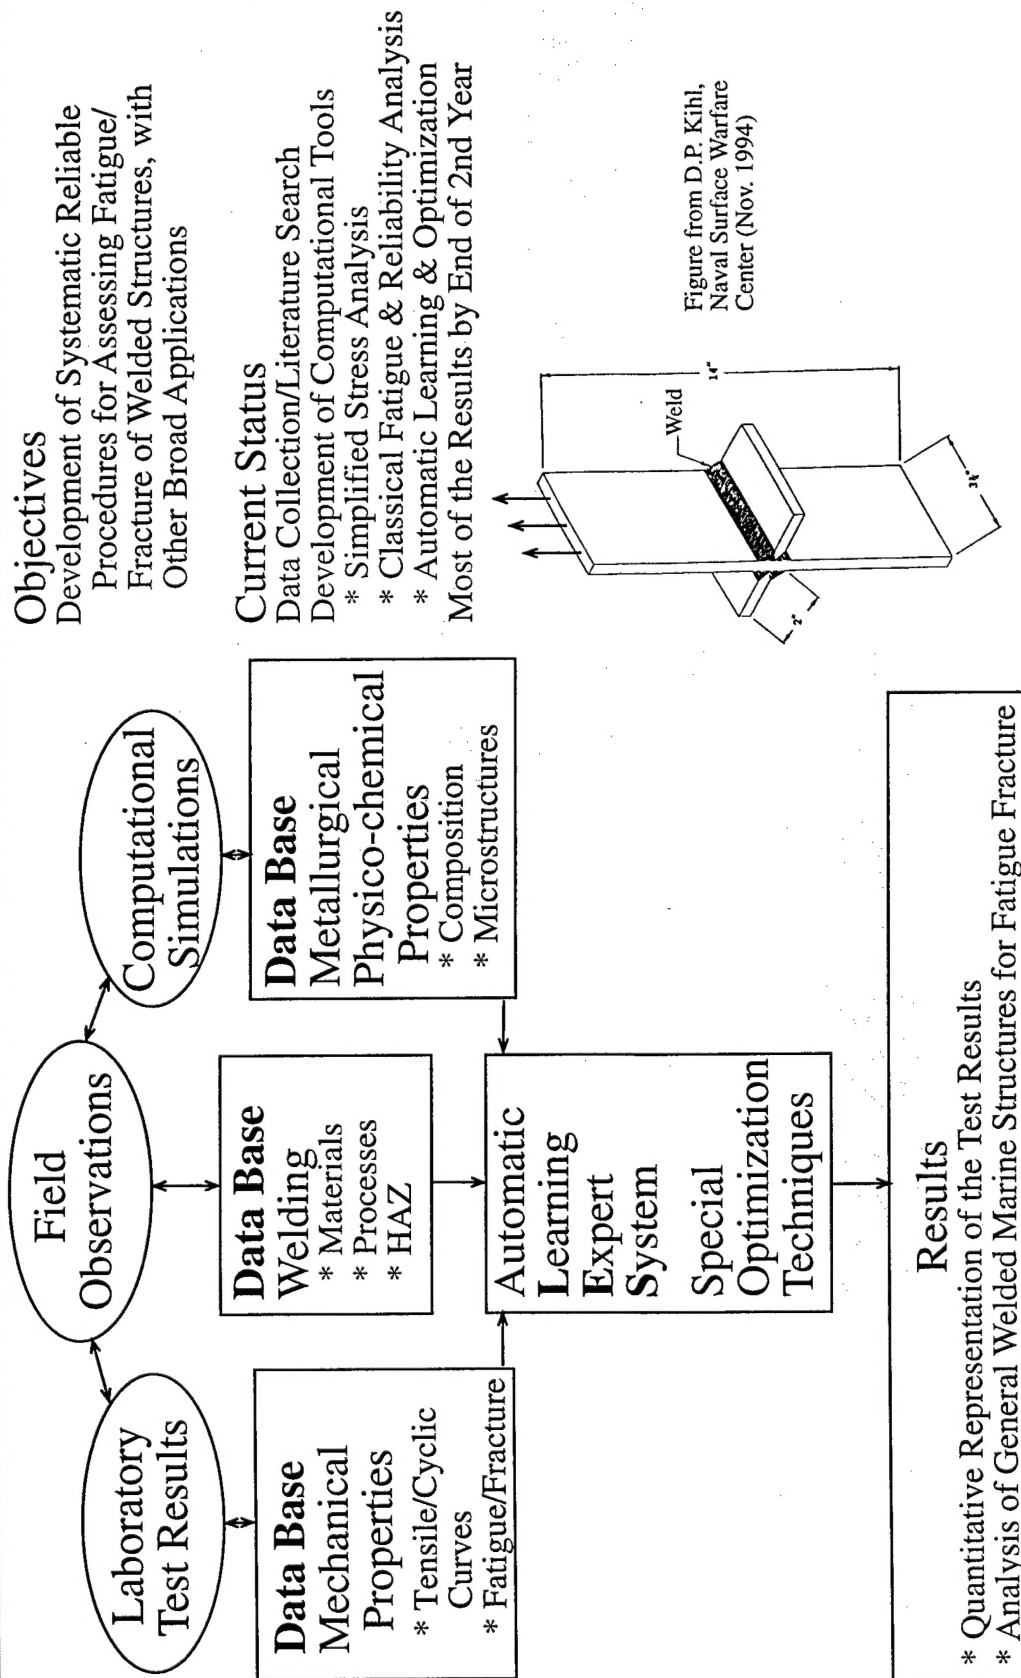 Laboratory
Test Results
Field
Observations
Computational
Simulations
Data Base
Mechanical
Properties
* Tensile/Cyclic
Curves
* Fatigue/Fracture
Data Base
Welding
* Materials
* Processes
* HAZ
Data Base
Metallurgical
Physico-chemical
Properties
* Composition
* Microstructures
Automatic
Learning
Expert
System
Special
Optimization
Techniques
Results
* Quantitative Representation of the Test Results
* Analysis of General Welded Marine Structures for Fatigue Fracture
Objectives
Development of Systematic Reliable
Procedures for Assessing Fatigue/
Fracture of Welded Structures, with
Other Broad Applications
Current Status
Data Collection/Literature Search
Development of Computational Tools
* Simplified Stress Analysis
* Classical Fatigue & Reliability Analysis
* Automatic Learning & Optimization
Most of the Results by End of 2nd Year
Weld
14"
2"
Figure from D.P. Kihl,
Naval Surface Warfare
Center (Nov. 1994)